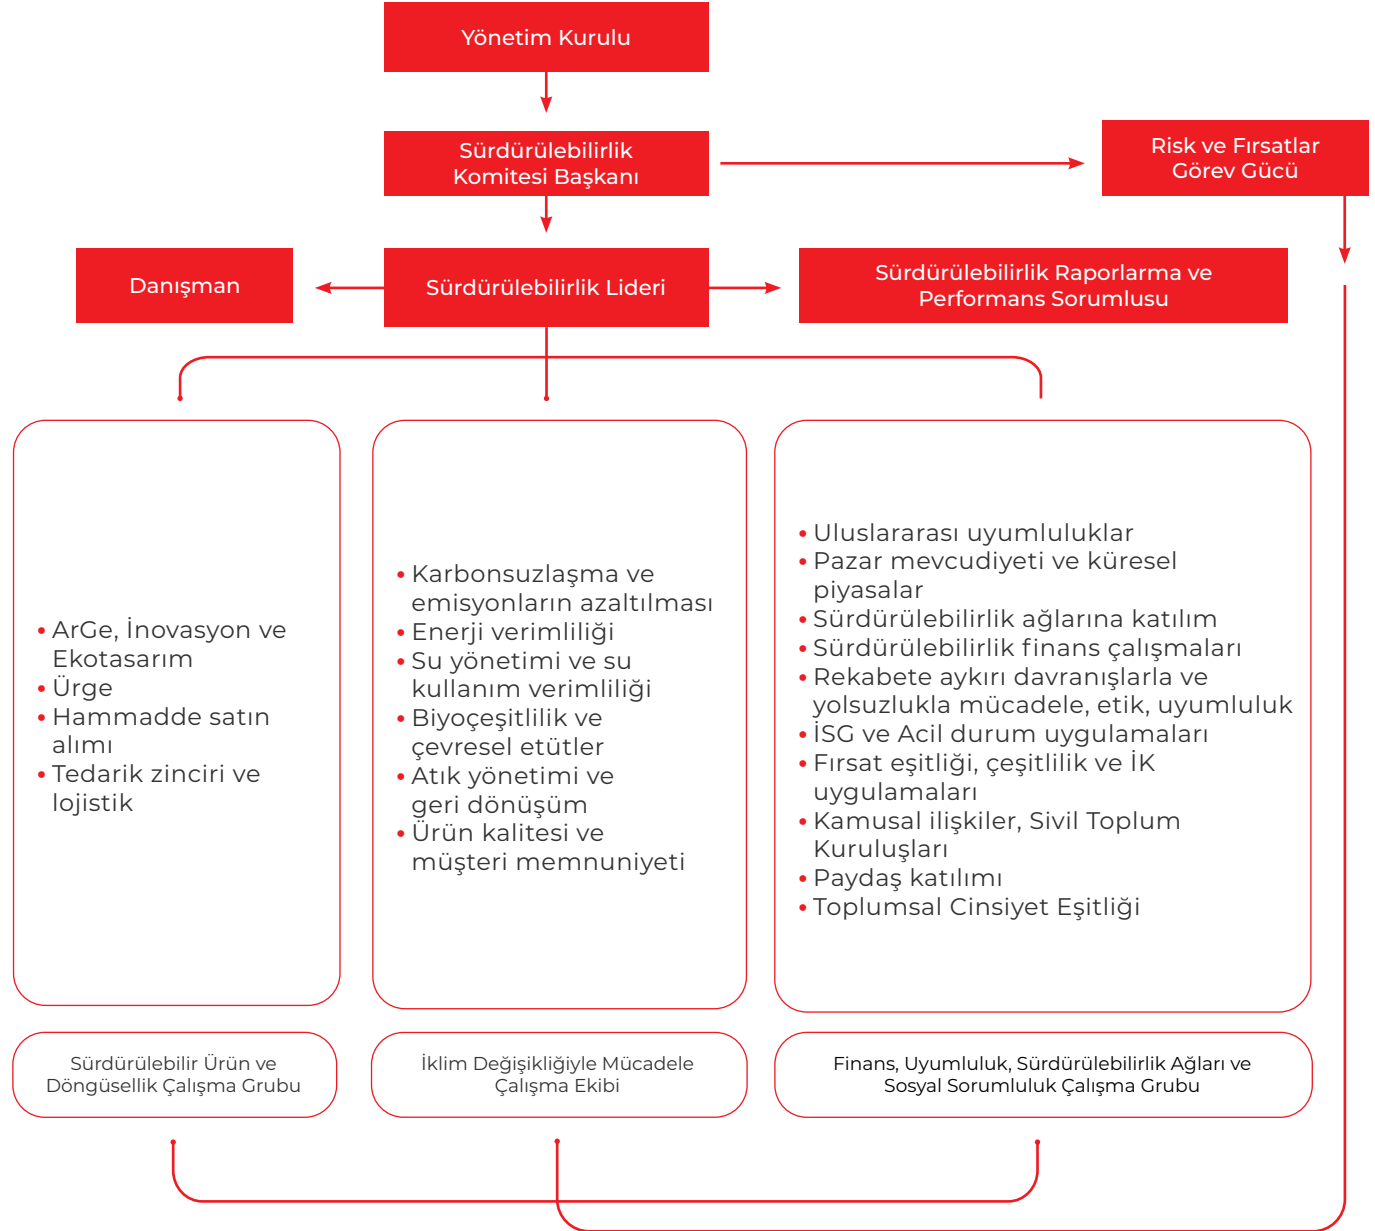 Yönetim Kurulu
Sürdürülebilirlik
Komitesi Başkanı
Risk ve Fırsatlar
Görev Gücü
Danışman
Sürdürülebilirlik Lideri
Sürdürülebilirlik Raporlarma ve
Performans Sorumlusu
• ArGe, İnovasyon ve
Ekotasarım
• Ürge
• Hammadde satın
alımı
• Tedarik zinciri ve
lojistik
• Karbonsuzlaşma ve
emisyonların azaltılması
• Enerji verimliliği
• Su yönetimi ve su
kullanım verimliliği
• Biyoçeşitlilik ve
çevresel etütler
• Atık yönetimi ve
geri dönüşüm
• Ürün kalitesi ve
müşteri memnuniyeti
• Uluslararası uyumluluklar
• Pazar mevcudiyeti ve küresel
piyasalar
• Sürdürülebilirlik ağlarına katılım
• Sürdürülebilirlik finans çalışmaları
• Rekabete aykırı davranışlarla ve
yolsuzlukla mücadele, etik, uyumluluk
• İSG ve Acil durum uygulamaları
• Fırsat eşitliği, çeşitlilik ve İK
uygulamaları
• Kamusal ilişkiler, Sivil Toplum
Kuruluşları
• Paydaş katılımı
• Toplumsal Cinsiyet Eşitliği
Sürdürülebilir Ürün ve
Döngüsellik Çalışma Grubu
İklim Değişikliğiyle Mücadele
Çalışma Ekibi
Finans, Uyumluluk, Sürdürülebilirlik Ağları ve
Sosyal Sorumluluk Çalışma Grubu